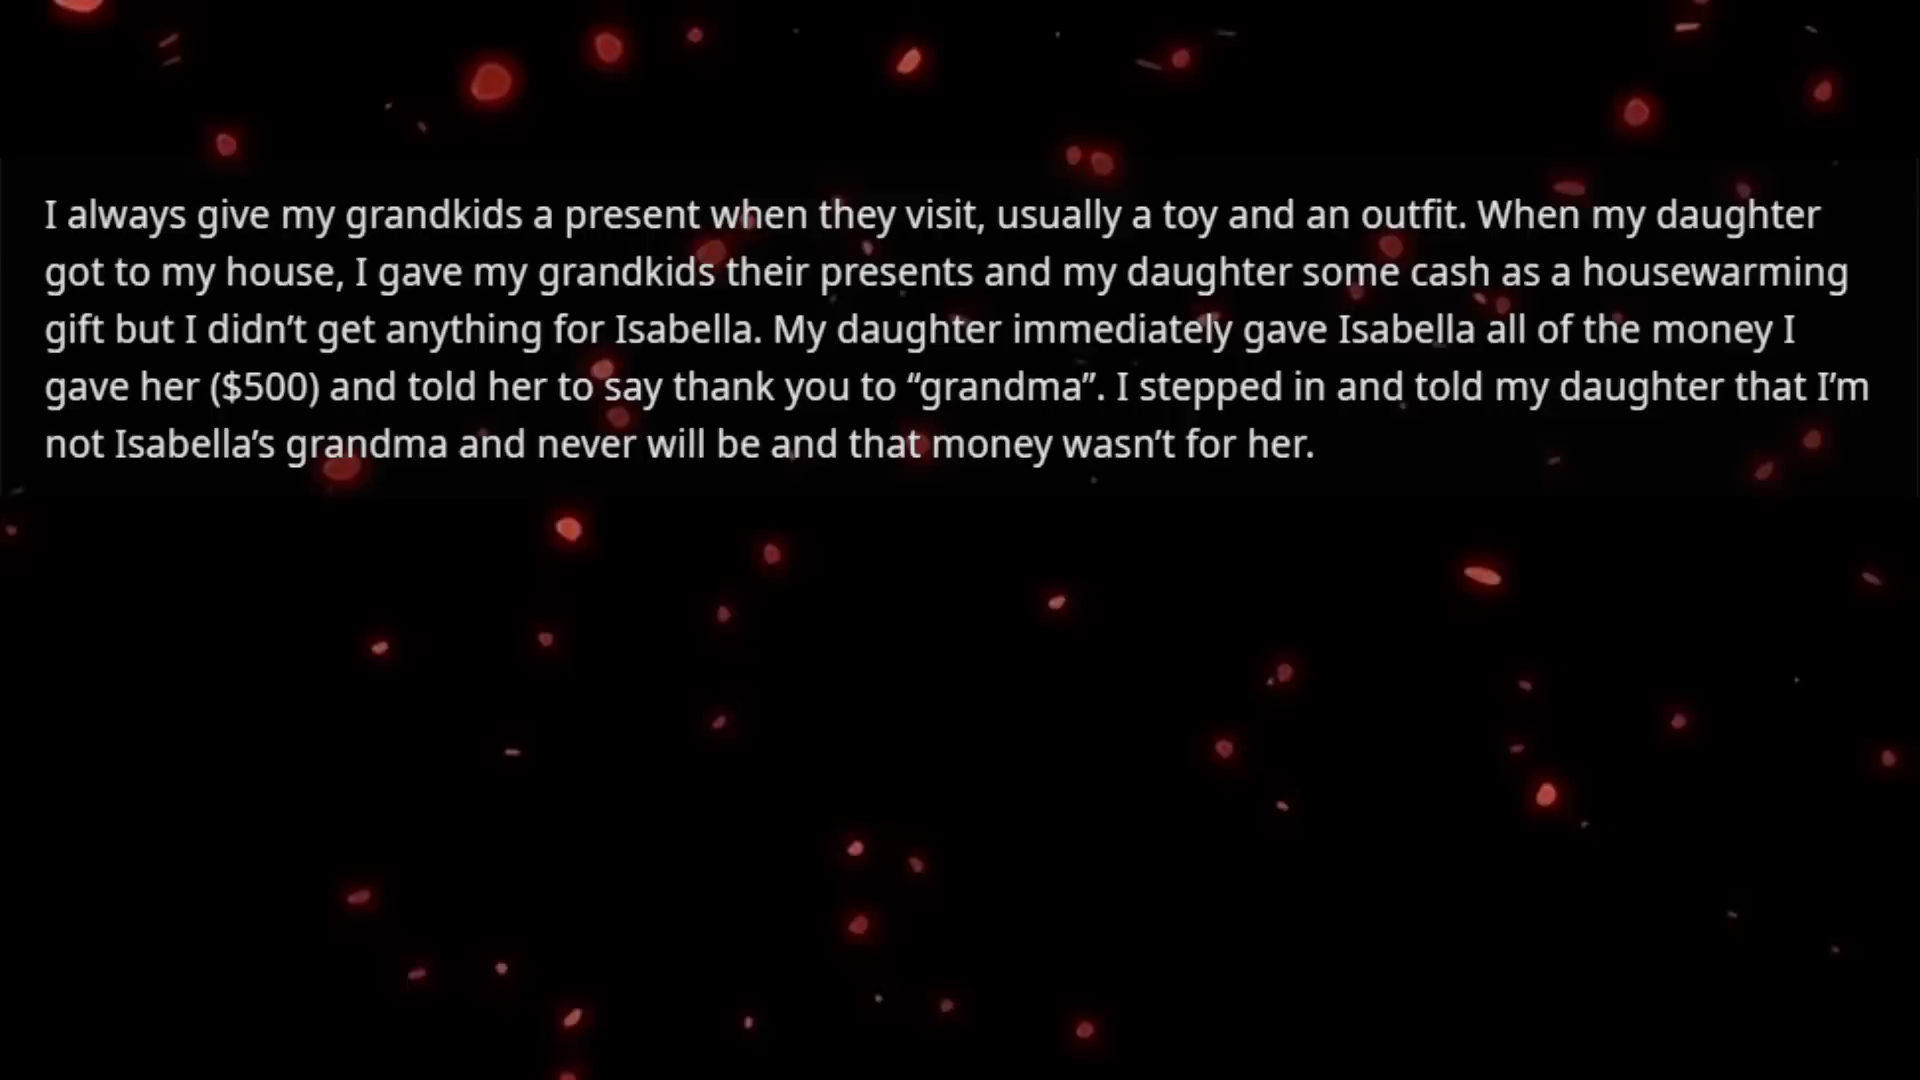 I always give my grandkids a present when they visit, usually a toy and an outfit. When my daughter
got to my house, I gave my grandkids their presents and my daughter some cash as a housewarming
gift but I didn’t get anything for Isabella. My daughter immediately gave Isabella all of the money I
gave her ($500) and told her to say thank you to “grandma”. I stepped in and told my daughter that I’m
not Isabella’s grandma and never will be and that money wasn’t for her.